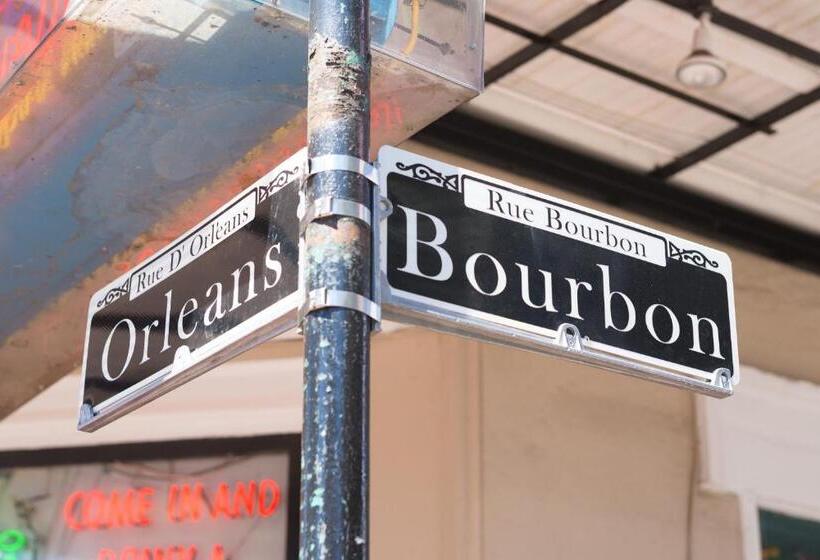 Rue D' Orleans
Orleans
Rue Bourbon
Bourbon
COME IN AND